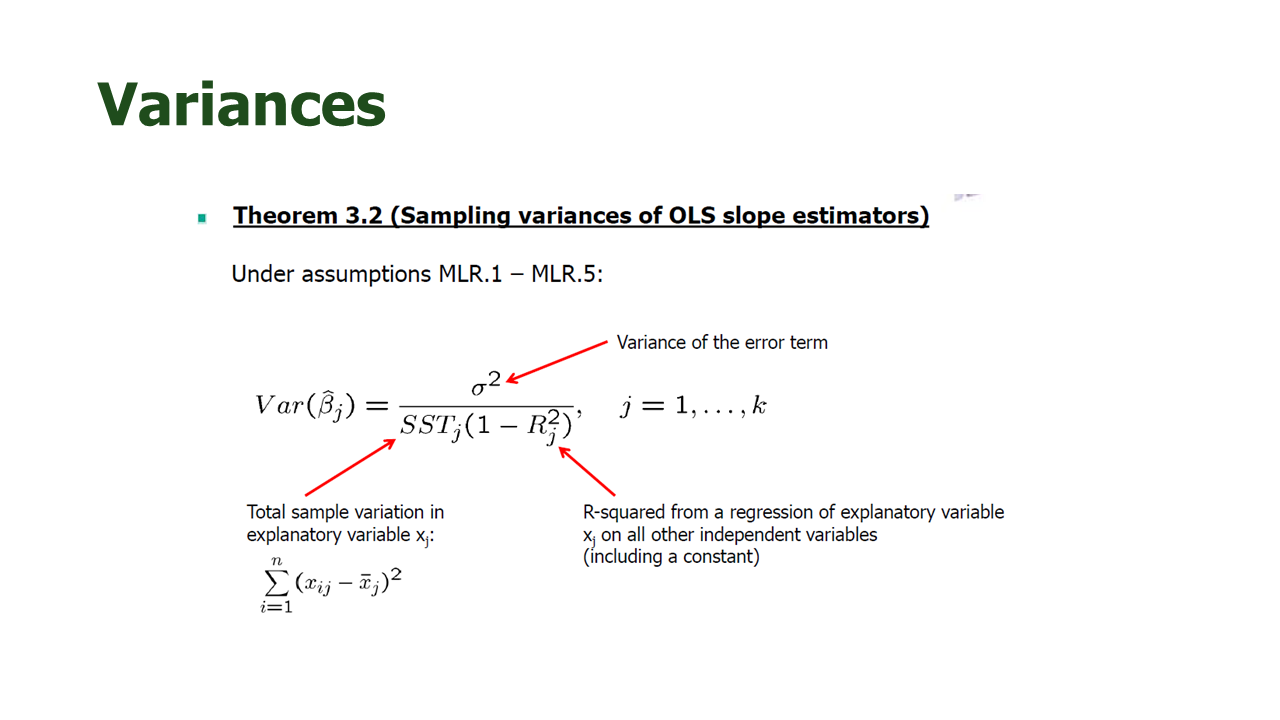 Variances
Theorem 3.2 (Sampling variances of OLS slope estimators)
Under assumptions MLR.1 – MLR.5:
Variance of the error term
$Var(\hat{\beta}_j) = \frac{\sigma^2}{SST_j(1 - R_j^2)}, \quad j = 1, \ldots, k$
Total sample variation in
explanatory variable x_j:
$\sum_{i=1}^{n} (x_{ij} - \bar{x}_j)^2$
R-squared from a regression of explanatory variable
x_j on all other independent variables
(including a constant)